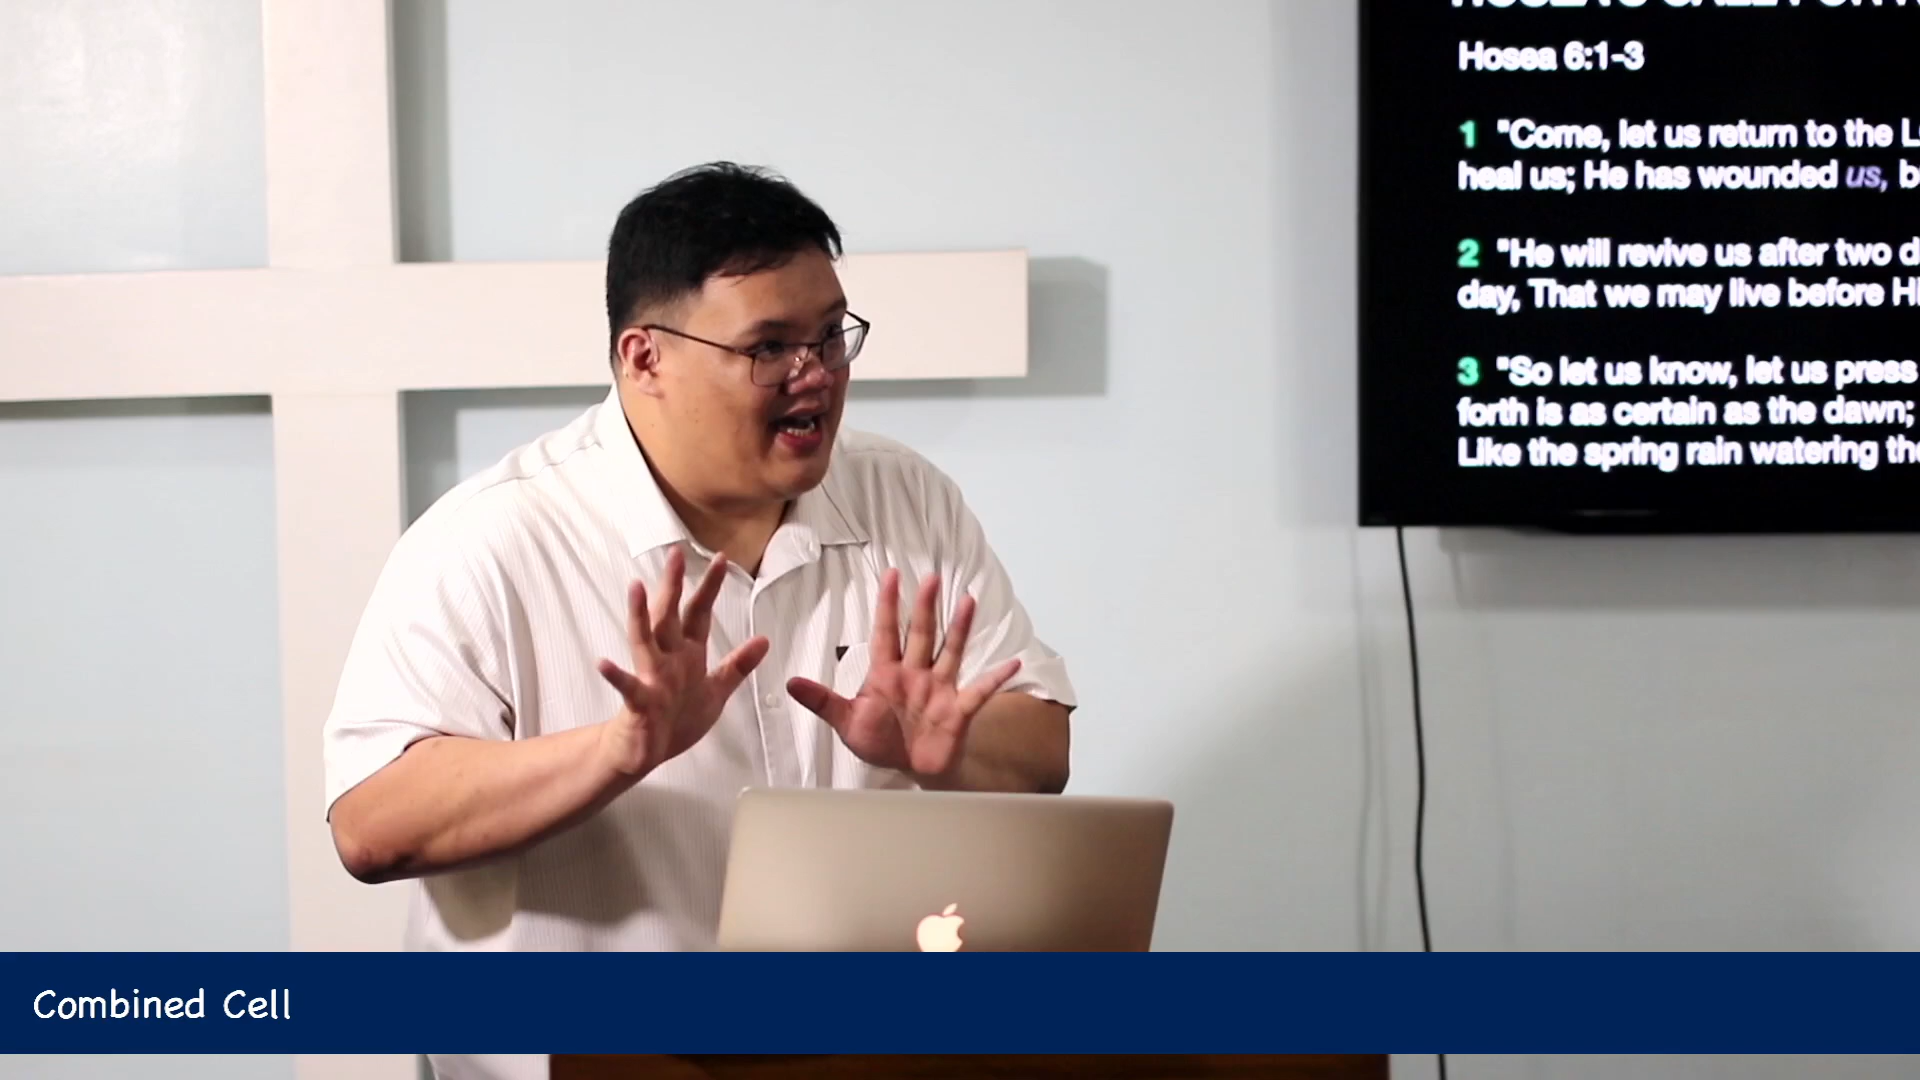 Hosea 6:1-3
1 "Come, let us return to the
heal us; He has wounded us,
2 "He will revive us after two
day, That we may live before
3 "So let us know, let us press
forth is as certain as the dawn;
Like the spring rain watering
Combined Cell